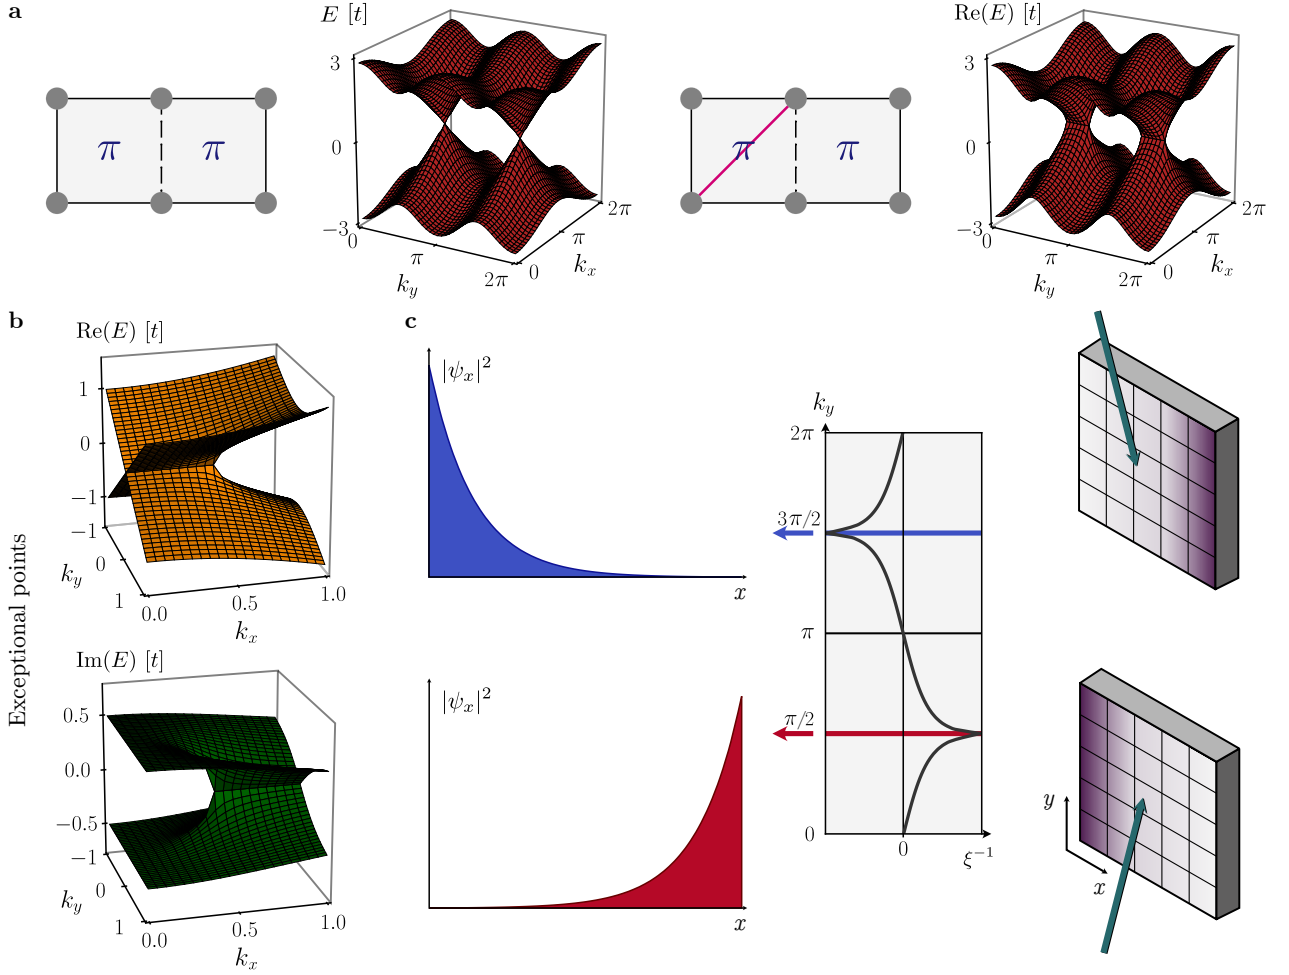 a
E [t]
3
0
−3
0
π
2π
k_y
0
π
2π
k_x
π π
π π
Re(E) [t]
3
0
−3
0
π
2π
k_y
0
π
2π
k_x
b
Exceptional points
Re(E) [t]
1
0
−1
−1
0
1
k_y
0.0
0.5
1.0
k_x
Im(E) [t]
0.5
0.0
−0.5
−1
0
1
k_y
0.0
0.5
1.0
k_x
c
|ψ_x|²
x
|ψ_x|²
x
k_y
2π
3π/2
π
π/2
0
0
ξ⁻¹
y
x